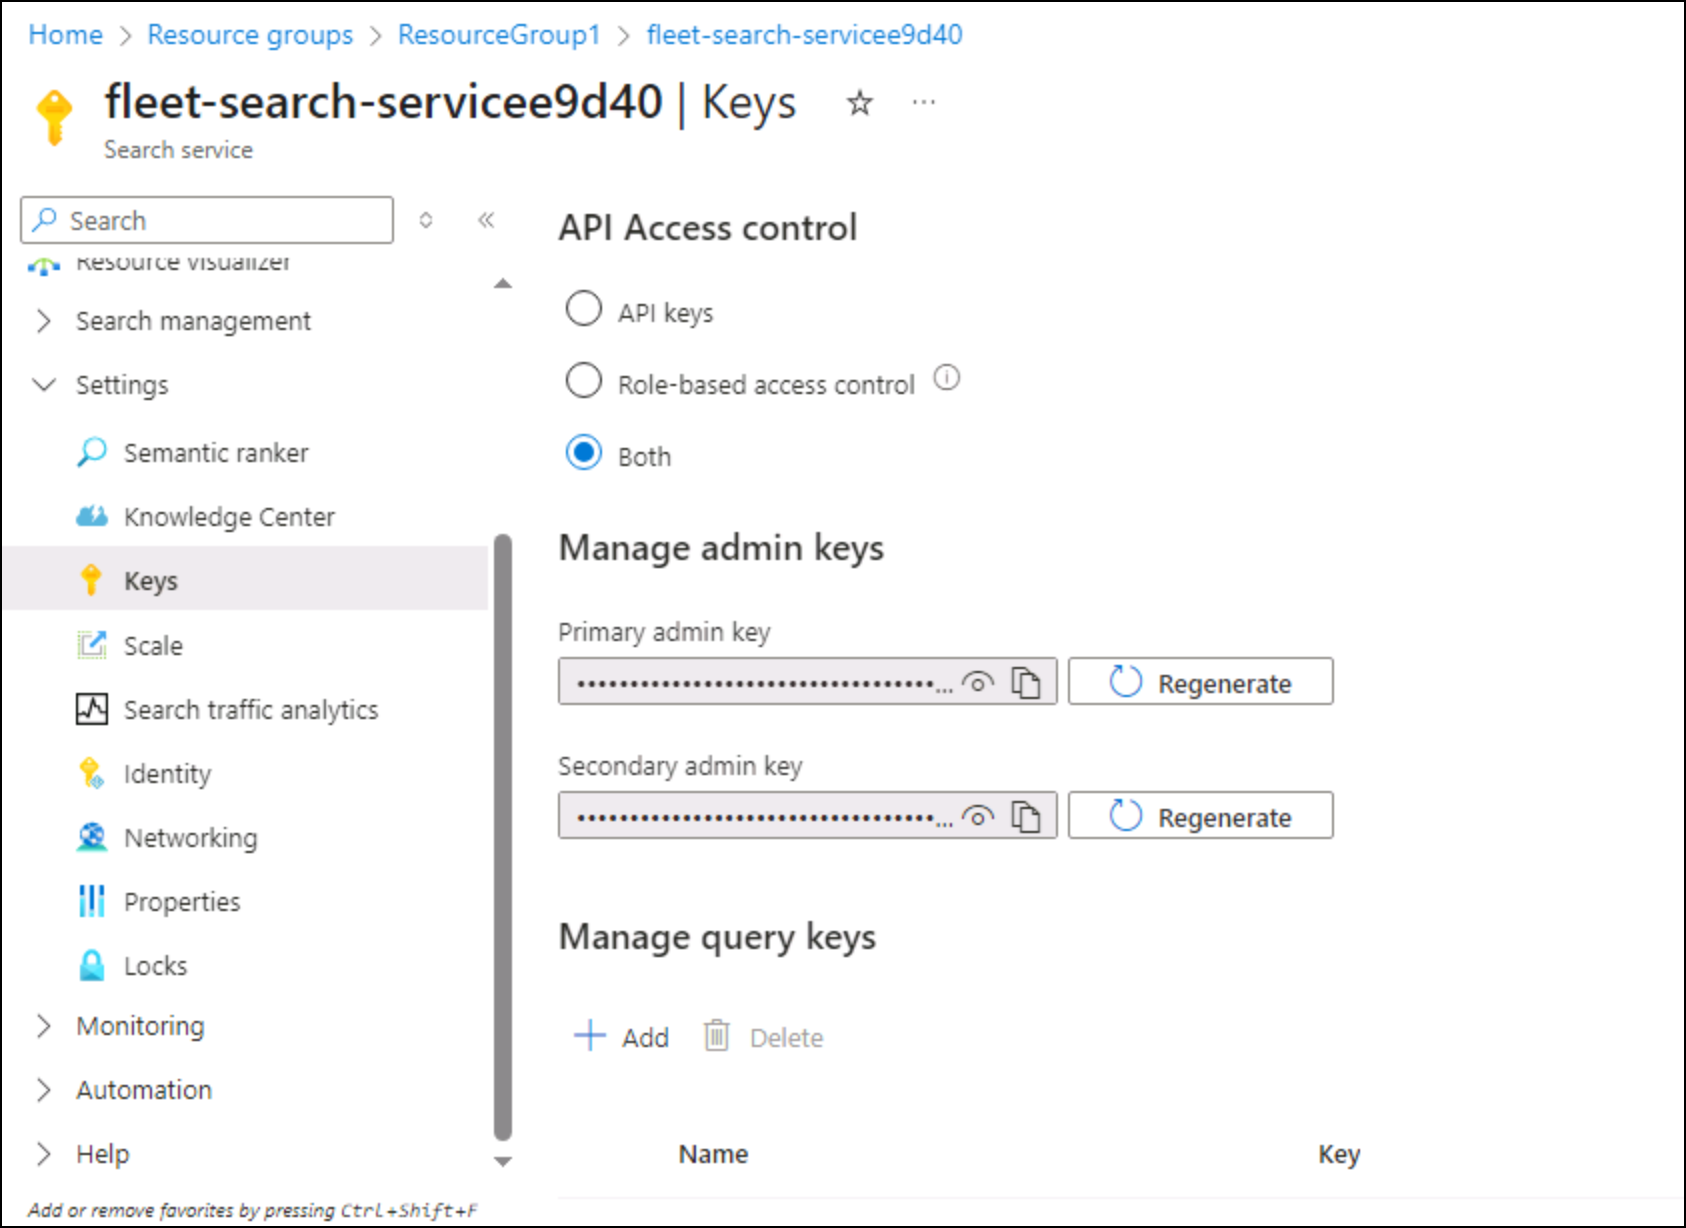 Home > Resource groups > ResourceGroup1 > fleet-search-servicee9d40
fleet-search-servicee9d40 | Keys
Search service
Search
Resource visualizer
Search management
Settings
Semantic ranker
Knowledge Center
Keys
Scale
Search traffic analytics
Identity
Networking
Properties
Locks
Monitoring
Automation
Help
Add or remove favorites by pressing Ctrl+Shift+F
API Access control
API keys
Role-based access control
Both
Manage admin keys
Primary admin key
Regenerate
Secondary admin key
Regenerate
Manage query keys
Add Delete
Name Key